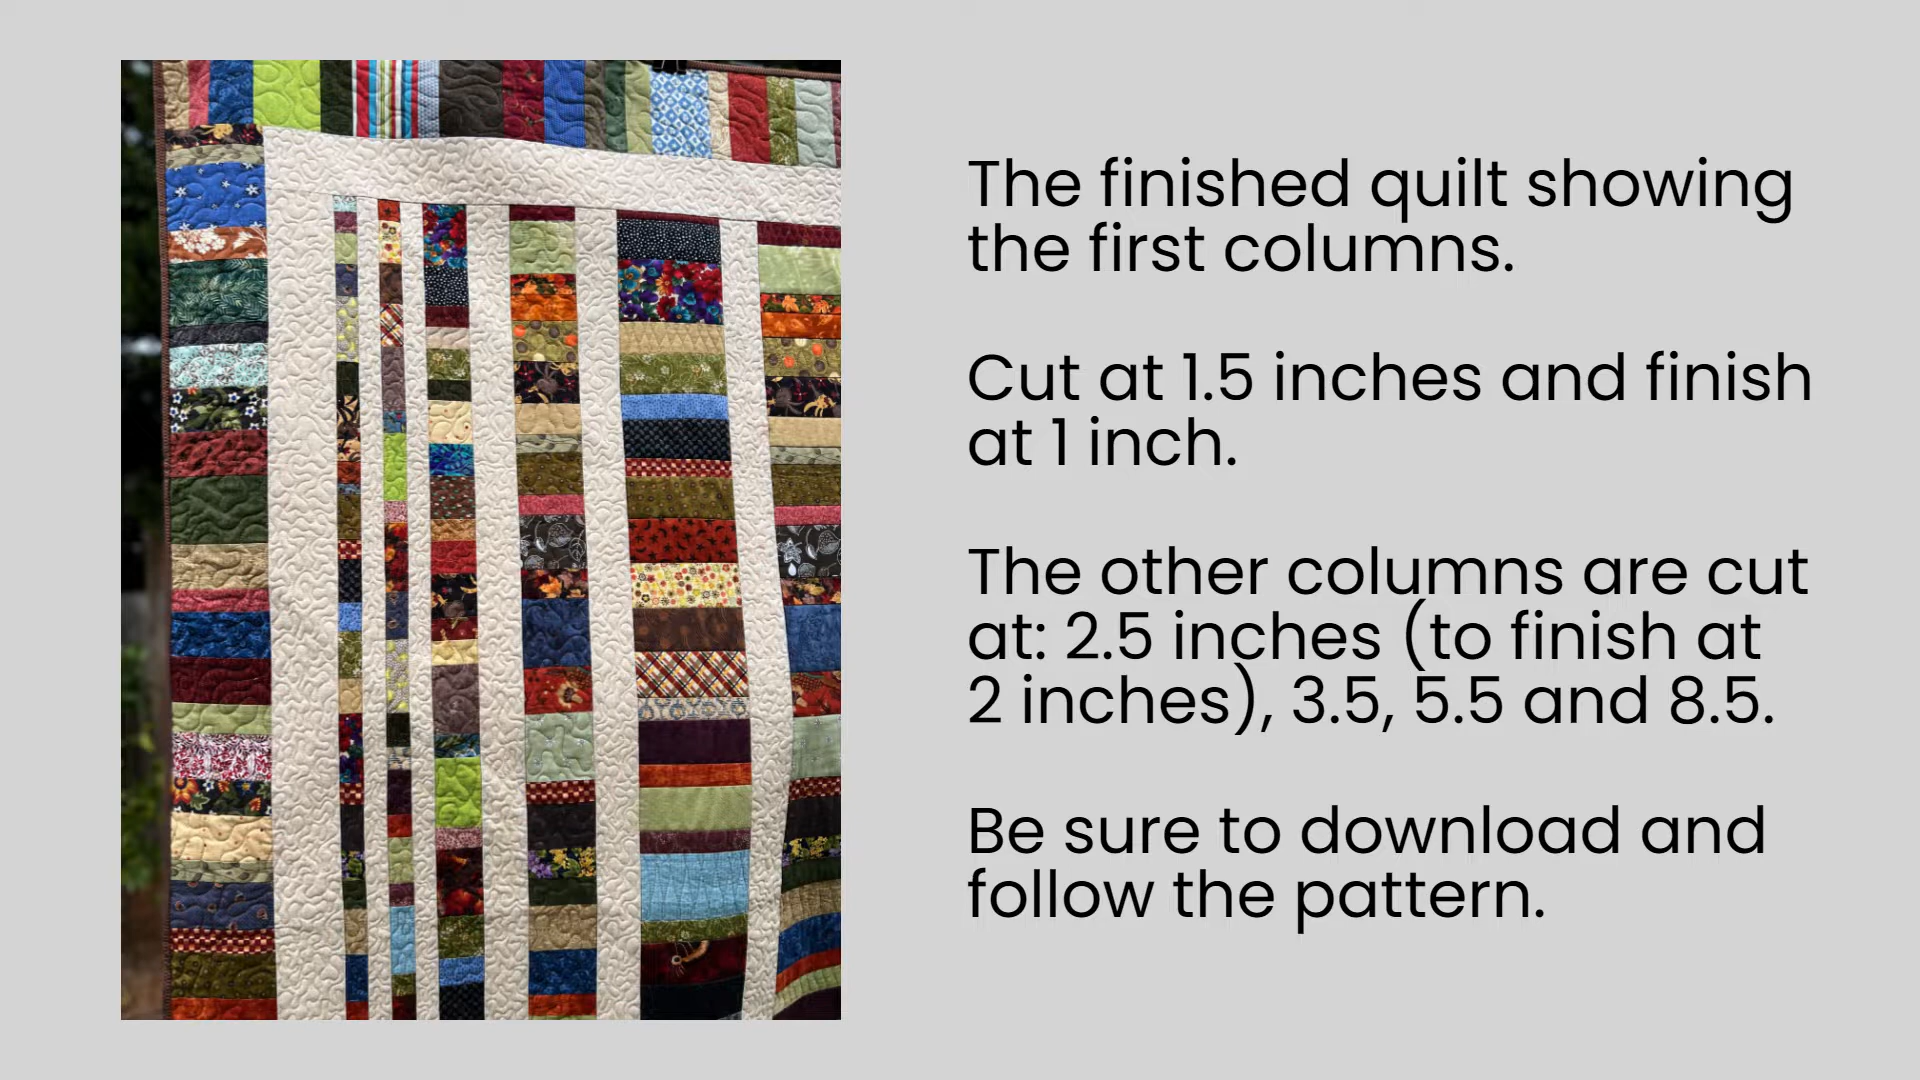 The finished quilt showing
the first columns.
Cut at 1.5 inches and finish
at 1 inch.
The other columns are cut
at: 2.5 inches (to finish at
2 inches), 3.5, 5.5 and 8.5.
Be sure to download and
follow the pattern.